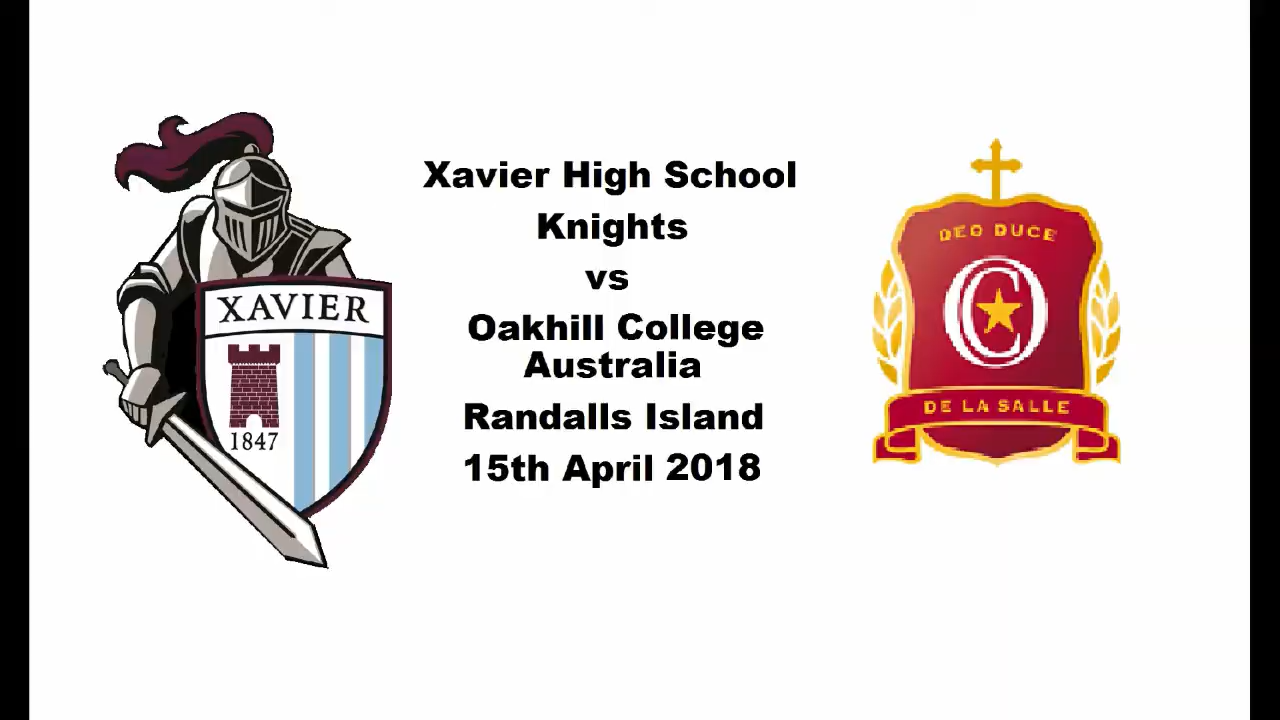 XAVIER
1847
Xavier High School
Knights
vs
Oakhill College
Australia
Randalls Island
15th April 2018
DEO DUCE
OC
DE LA SALLE